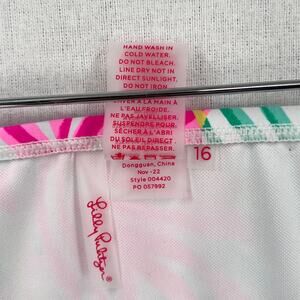 HAND WASH IN
COLD WATER.
DO NOT BLEACH.
LINE DRY NOT IN
DIRECT SUNLIGHT.
DO NOT IRON.
LAVER À LA MAIN À
L'EAU FROIDE.
NE PAS JAVELLISER.
SUSPENDRE POUR
SÉCHER À L'ABRI
DU SOLEIL DIRECT.
NE PAS REPASSER.
16
Dongguan, China
Nov -22
Style 004420
PO 057992
Lilly Pulitzer
®